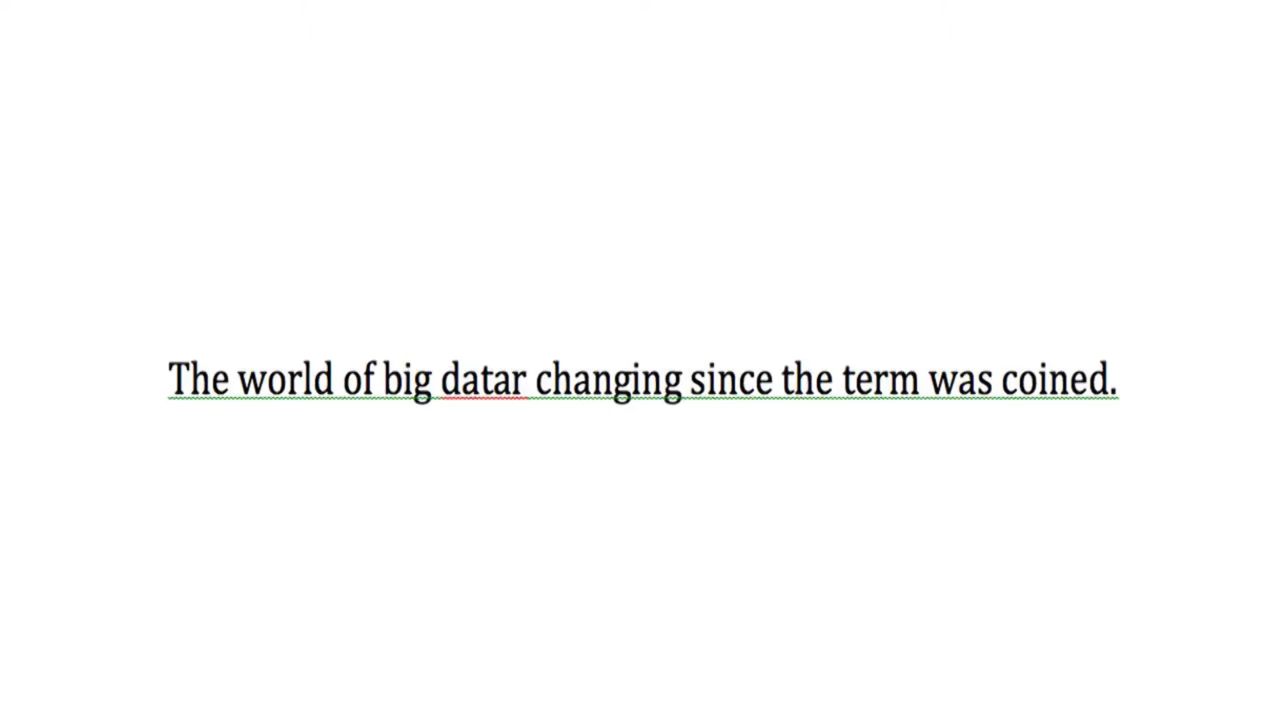 The world of big datar changing since the term was coined.